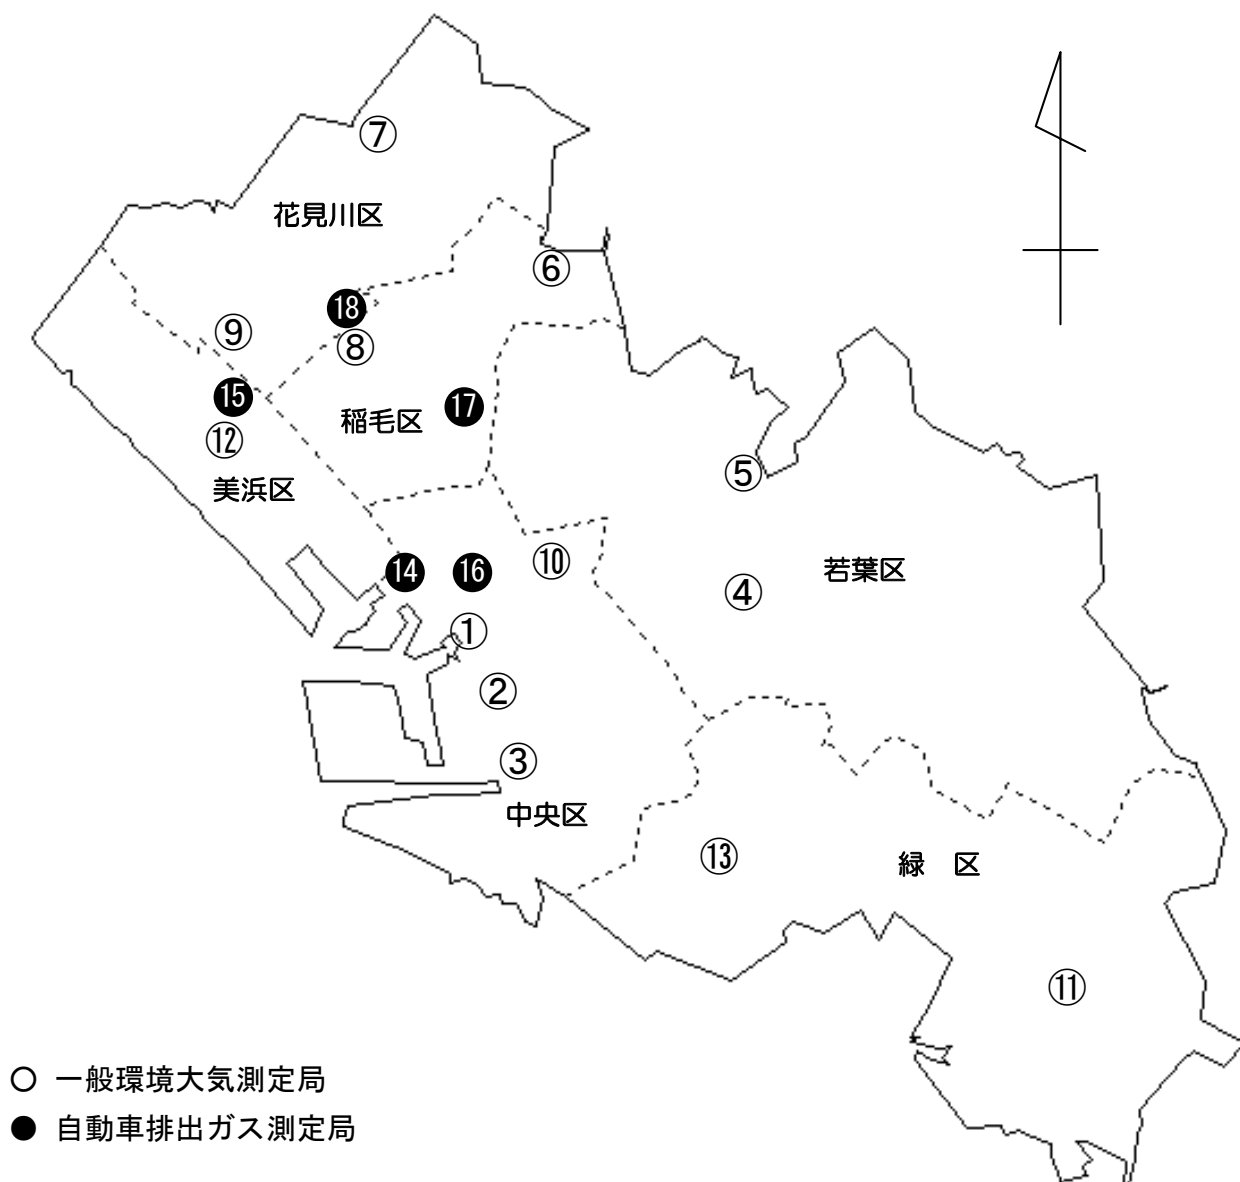 ⑦
花見川区
⑥
⑱
⑨
⑧
⑮
⑰
稲毛区
⑫
⑤
美浜区
⑩
⑭
⑯
若葉区
④
①
②
③
中央区
⑬
緑 区
⑪
○ 一般環境大気測定局
● 自動車排出ガス測定局